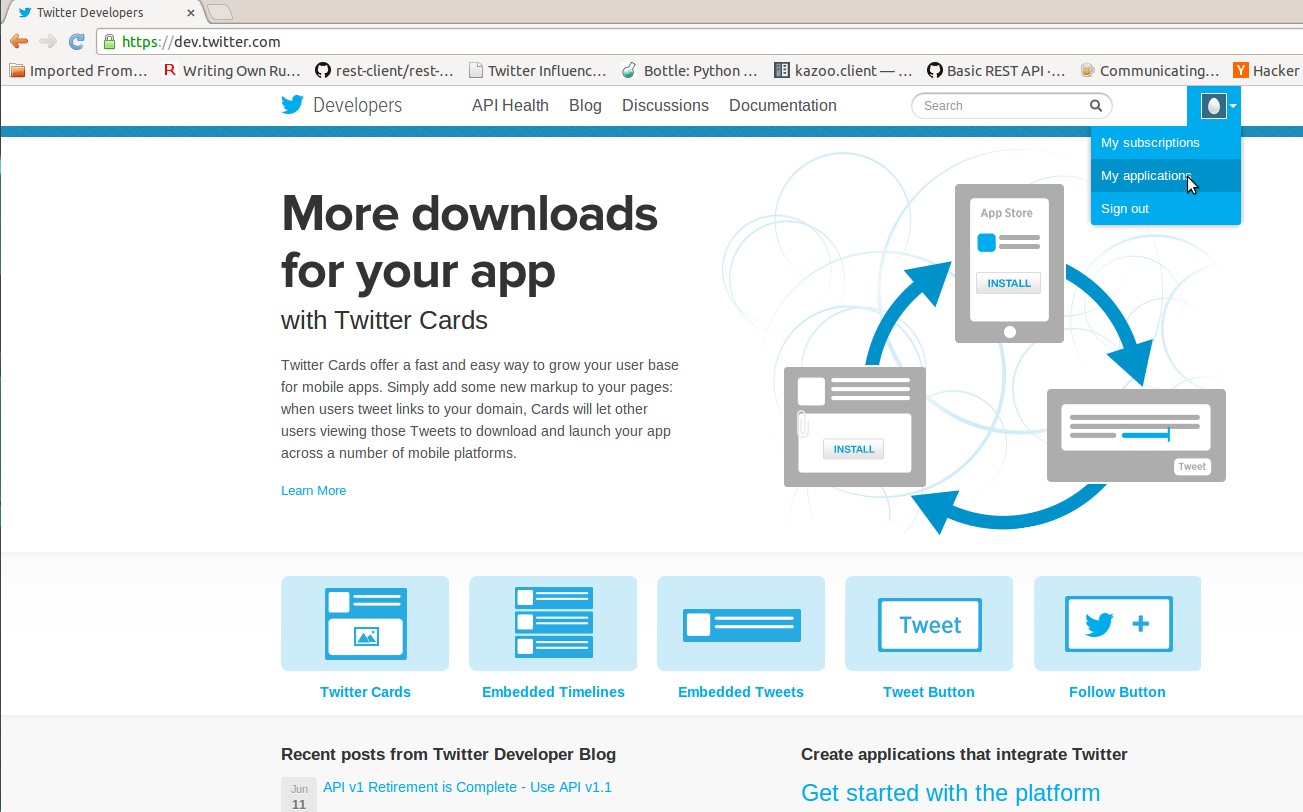 Twitter Developers
https://dev.twitter.com
Imported From... Writing Own Ru... rest-client/rest-... Twitter Influenc... Bottle: Python ... kazoo.client — ... Basic REST API ·... Communicating... Hacker
Developers API Health Blog Discussions Documentation Search
My subscriptions
My applications
Sign out
More downloads
for your app
with Twitter Cards
Twitter Cards offer a fast and easy way to grow your user base
for mobile apps. Simply add some new markup to your pages:
when users tweet links to your domain, Cards will let other
users viewing those Tweets to download and launch your app
across a number of mobile platforms.
Learn More
App Store
INSTALL
INSTALL
Tweet
Tweet
Twitter Cards
Embedded Timelines
Embedded Tweets
Tweet Button
Follow Button
Recent posts from Twitter Developer Blog
Jun
11
API v1 Retirement is Complete - Use API v1.1
Create applications that integrate Twitter
Get started with the platform